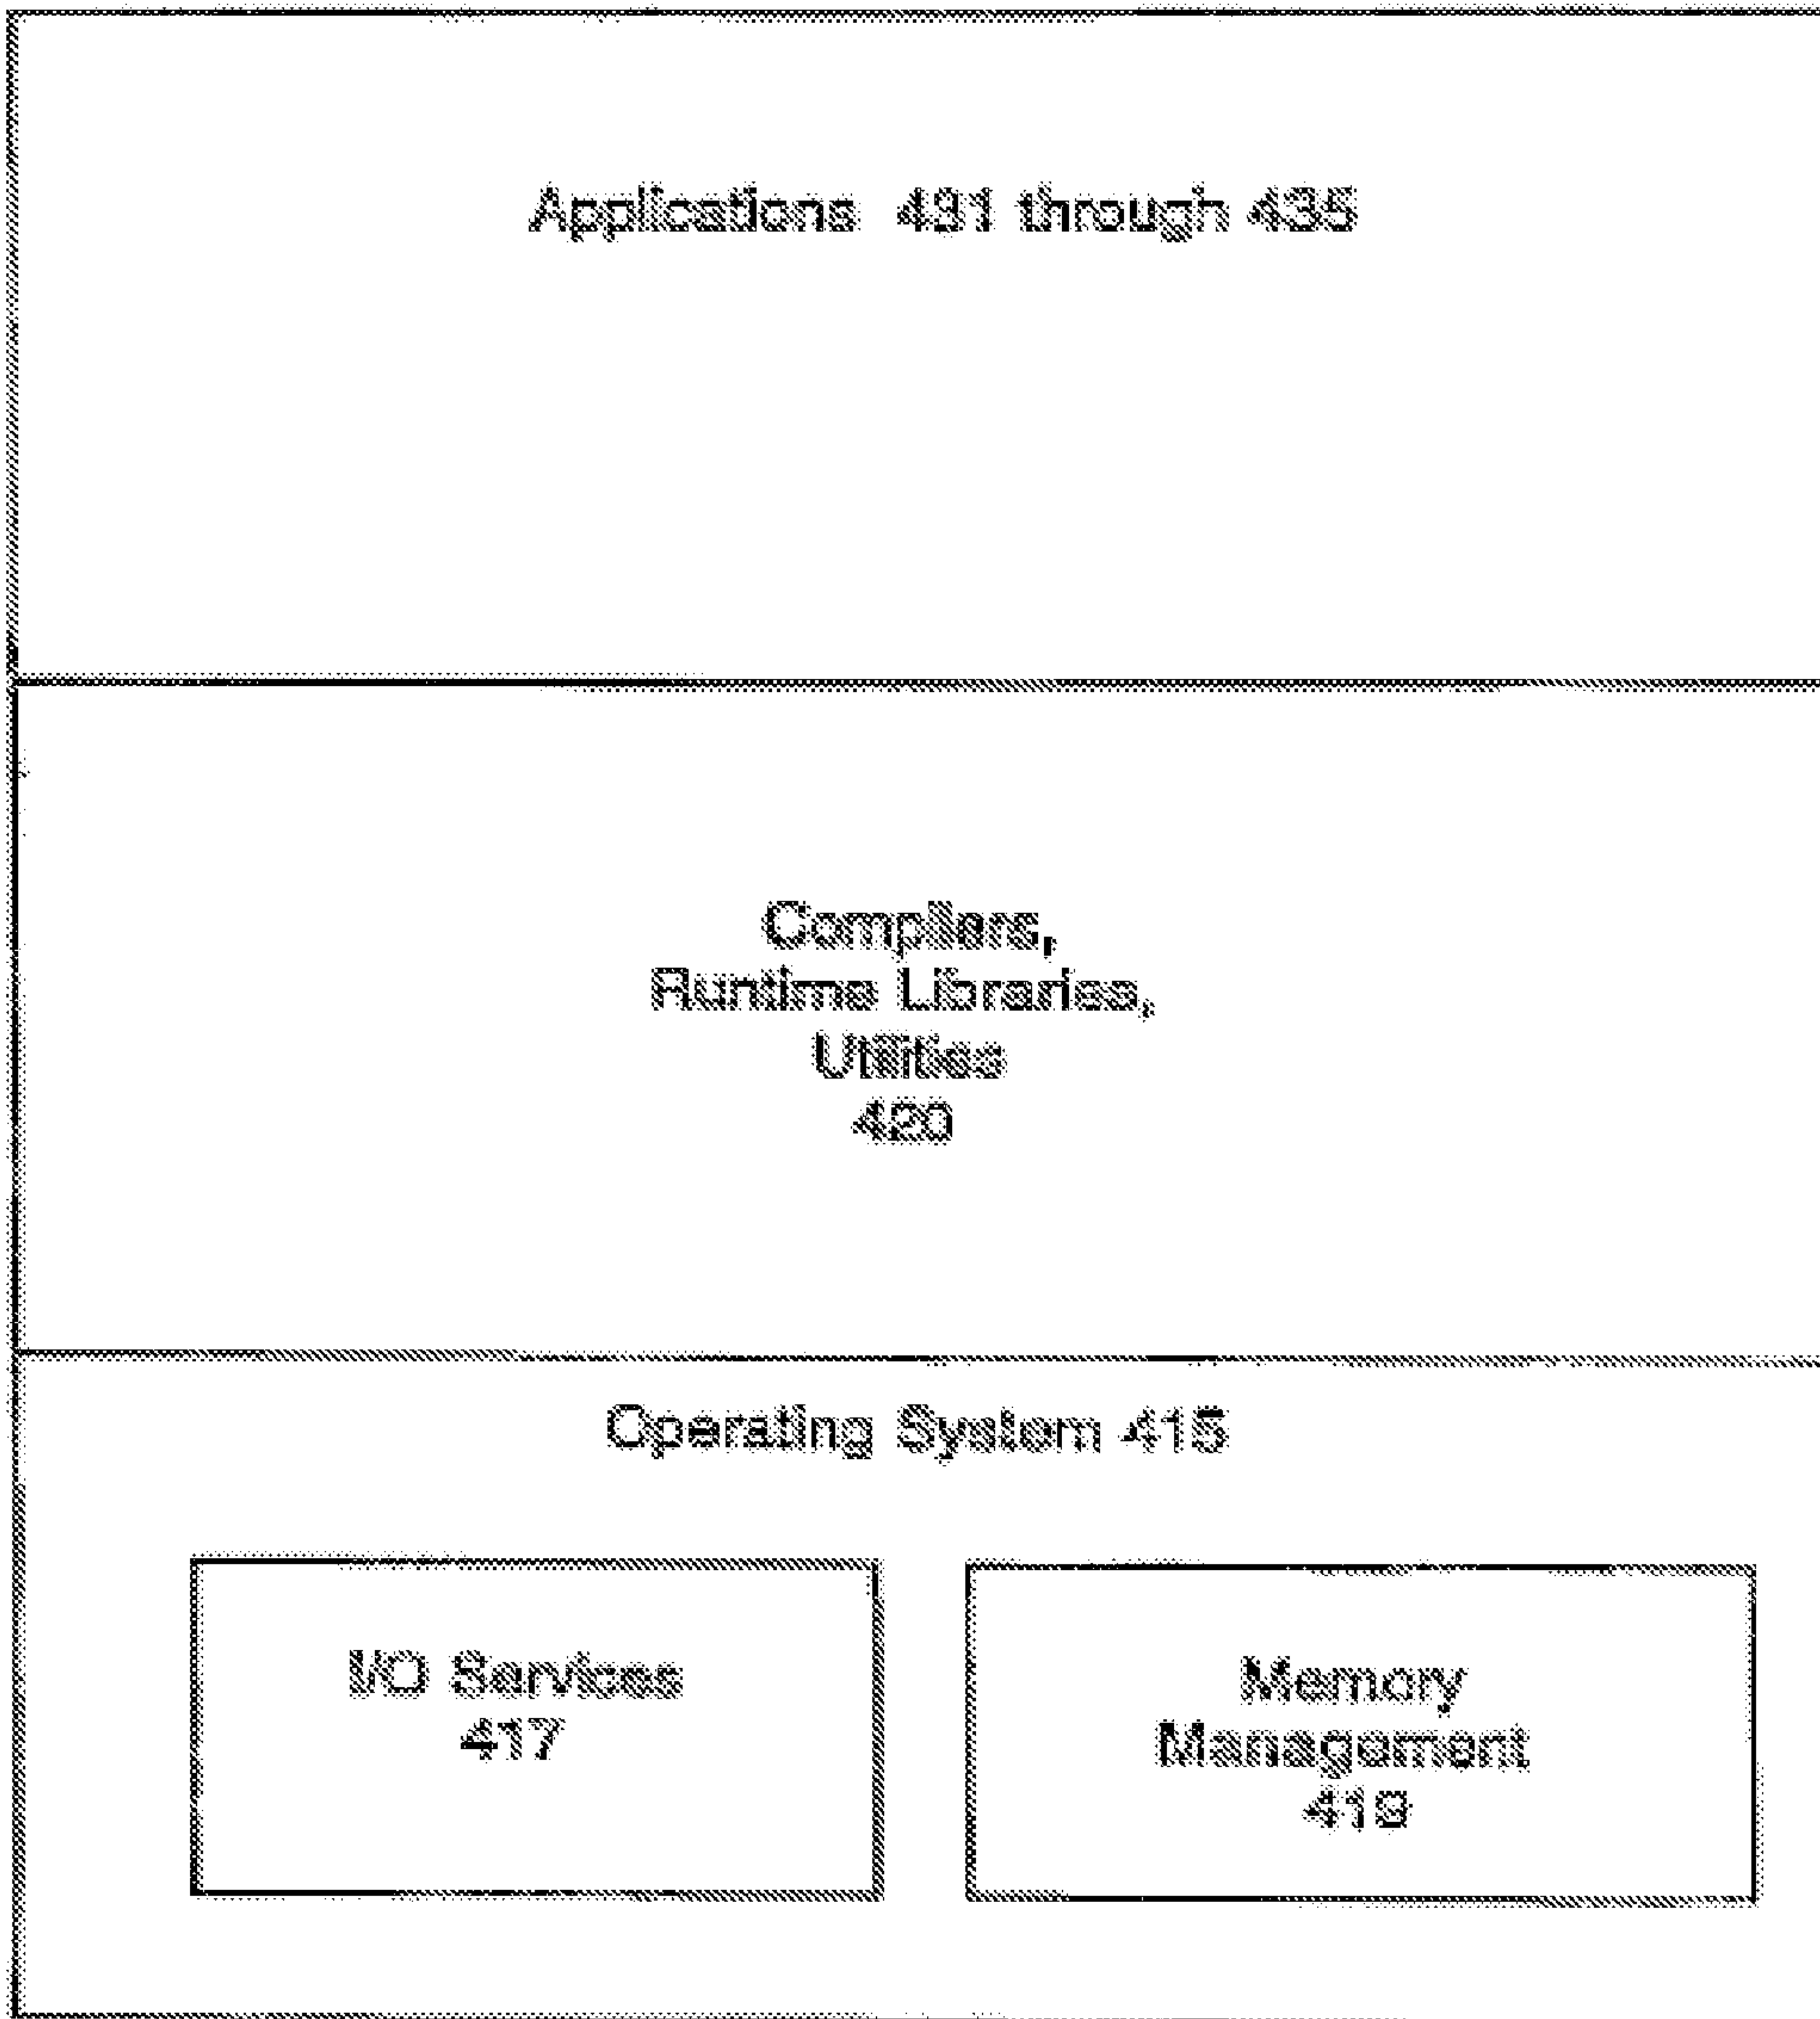 Applications 431 through 435
Compilers,
Runtime Libraries,
Utilities
420
Operating System 415
I/O Services
417
Memory
Management
419